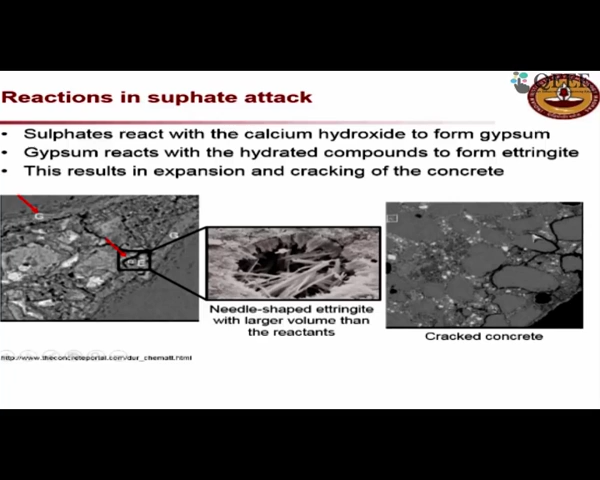 QEEE
Reactions in suphate attack
• Sulphates react with the calcium hydroxide to form gypsum
• Gypsum reacts with the hydrated compounds to form ettringite
• This results in expansion and cracking of the concrete
G
G
E
Needle-shaped ettringite
with larger volume than
the reactants
Cracked concrete
http://www.theconcreteportal.com/dur_chematt.html